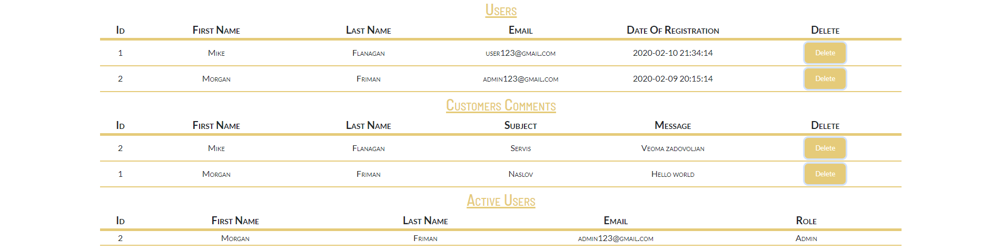 Users
Id First Name Last Name Email Date Of Registration Delete
1 Mike Flanagan user123@gmail.com 2020-02-10 21:34:14 Delete
2 Morgan Friman admin123@gmail.com 2020-02-09 20:15:14 Delete
Customers Comments
Id First Name Last Name Subject Message Delete
2 Mike Flanagan Servis Veoma zadovoljan Delete
1 Morgan Friman Naslov Hello world Delete
Active Users
Id First Name Last Name Email Role
2 Morgan Friman admin123@gmail.com Admin